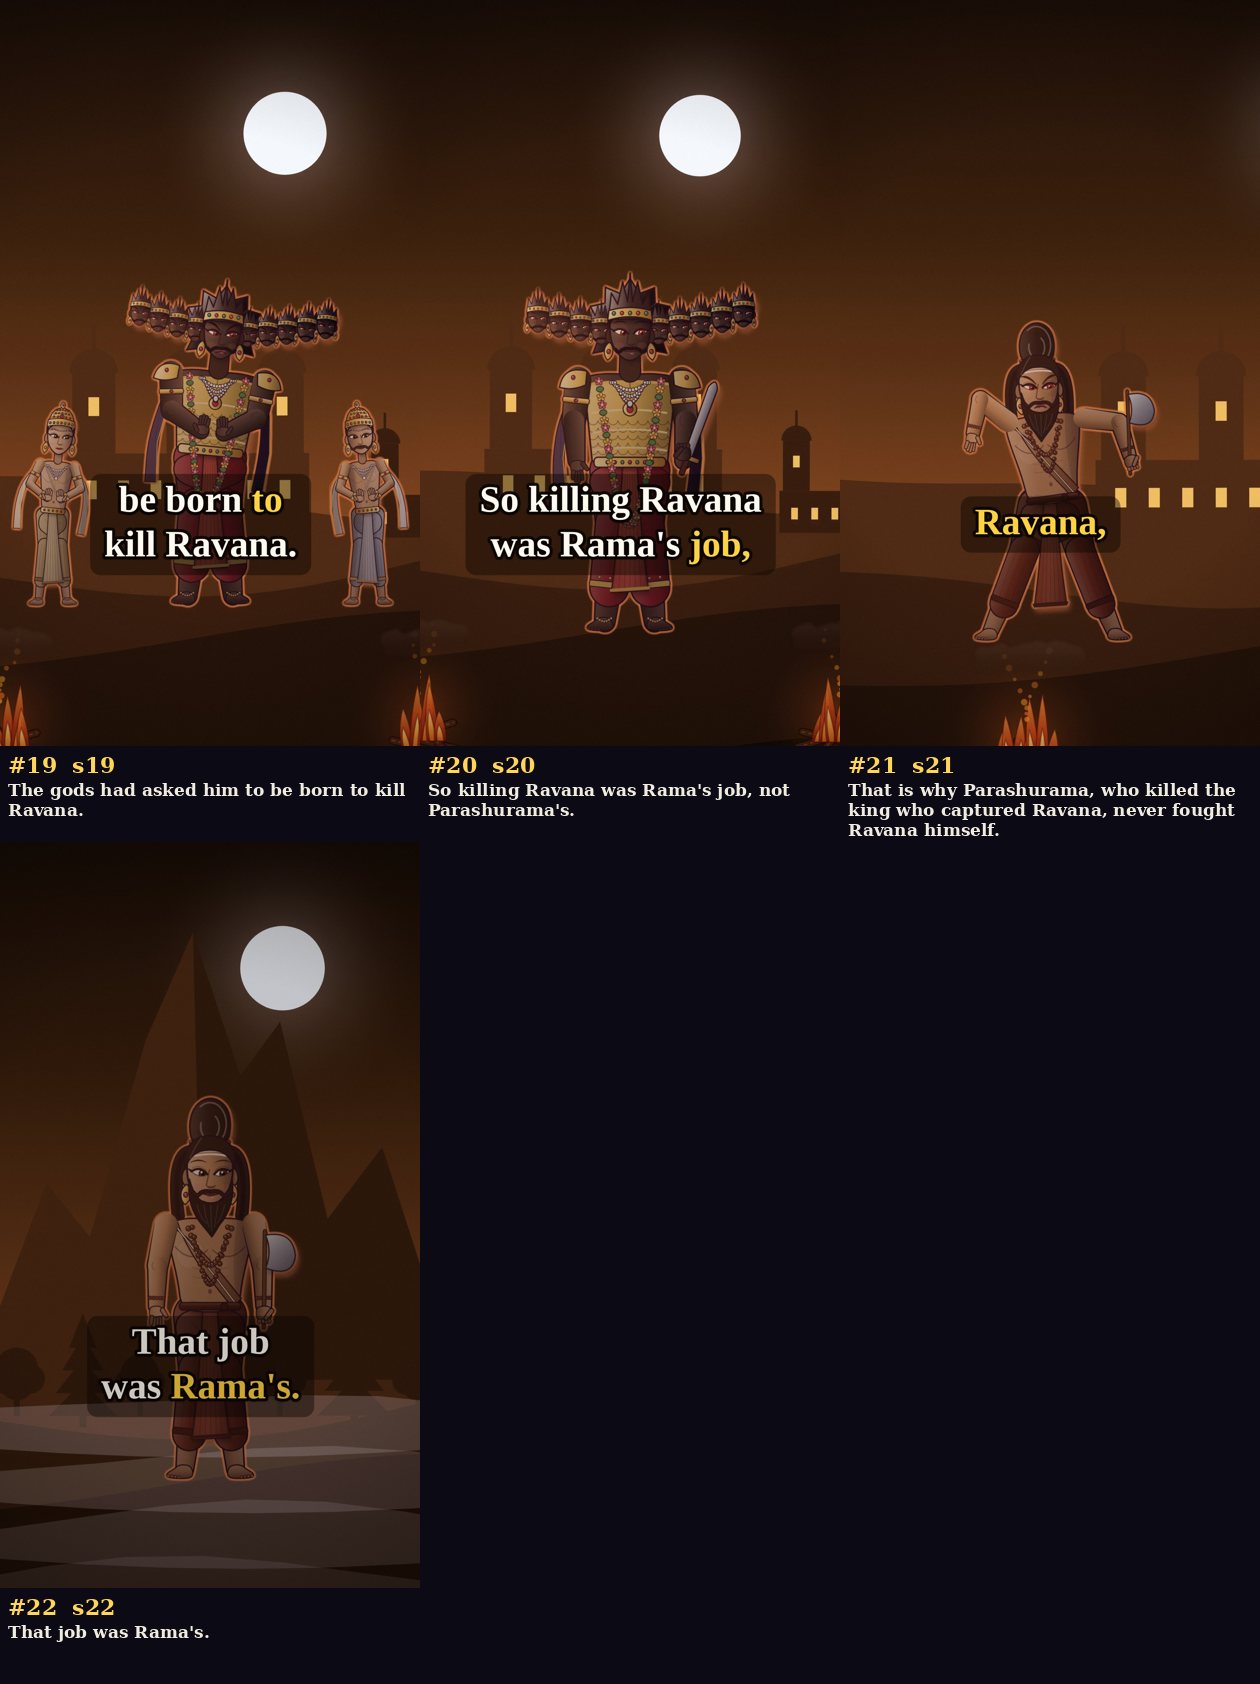 be born to
kill Ravana.
#19 s19
The gods had asked him to be born to kill
Ravana.
So killing Ravana
was Rama's job,
#20 s20
So killing Ravana was Rama's job, not
Parashurama's.
Ravana,
#21 s21
That is why Parashurama, who killed the
king who captured Ravana, never fought
Ravana himself.
That job
was Rama's.
#22 s22
That job was Rama's.